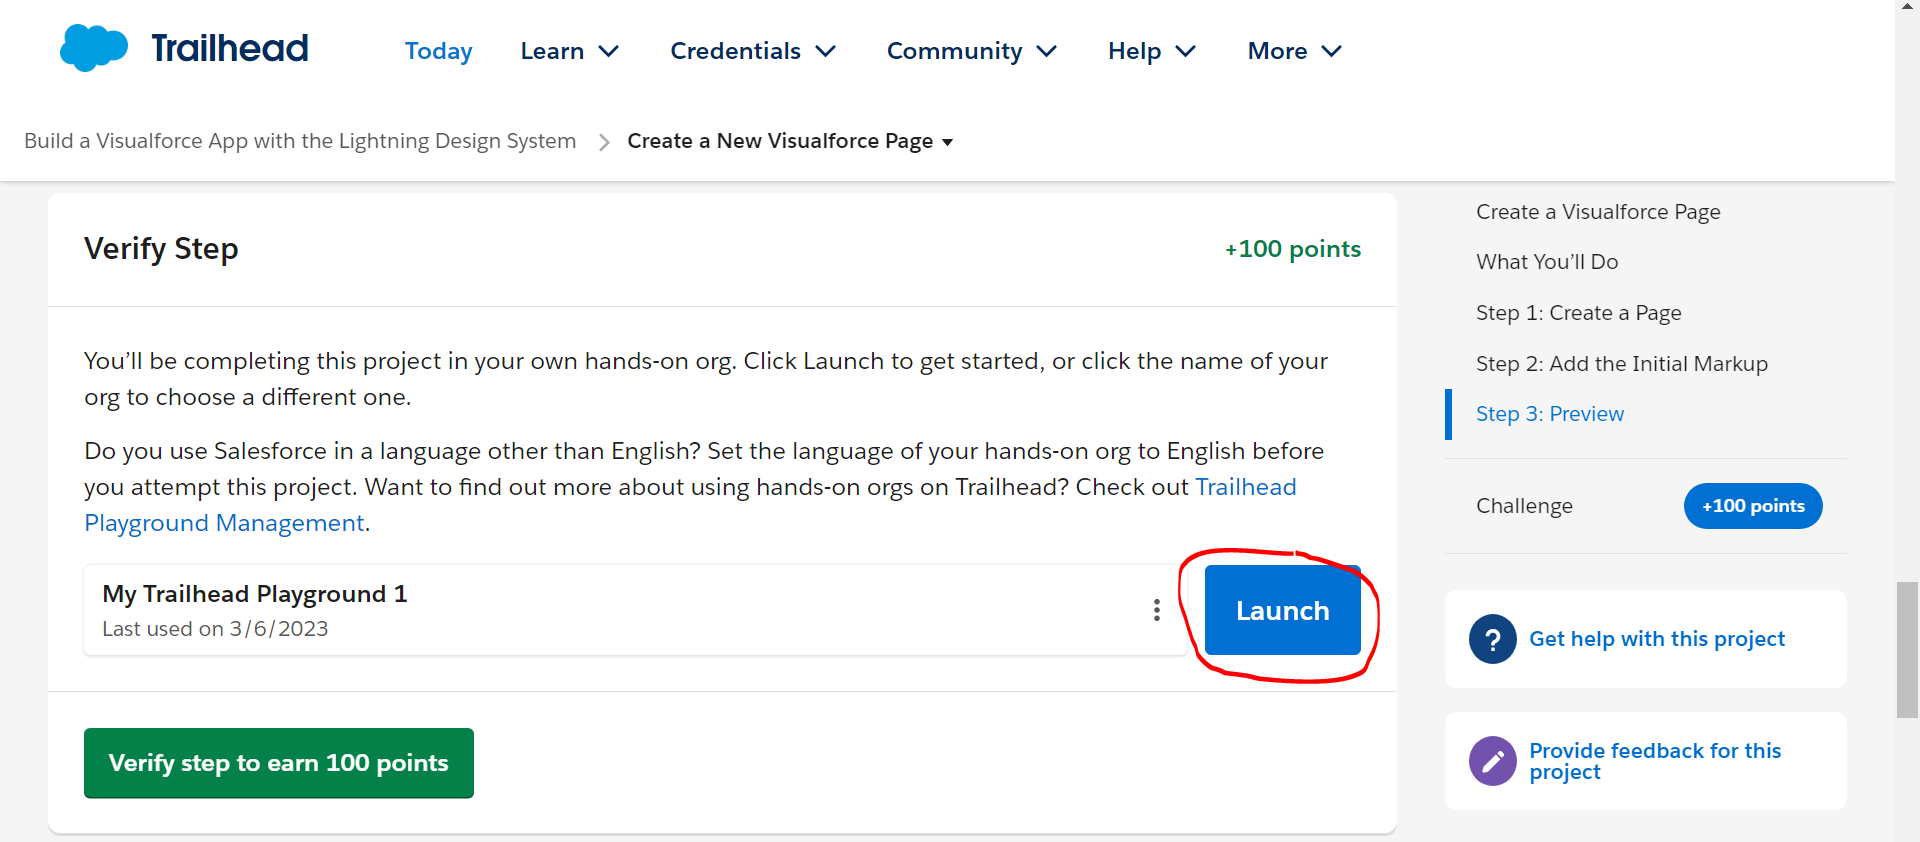 Trailhead
Today Learn Credentials Community Help More
Build a Visualforce App with the Lightning Design System Create a New Visualforce Page
Verify Step
+100 points
You’ll be completing this project in your own hands-on org. Click Launch to get started, or click the name of your
org to choose a different one.
Do you use Salesforce in a language other than English? Set the language of your hands-on org to English before
you attempt this project. Want to find out more about using hands-on orgs on Trailhead? Check out Trailhead
Playground Management.
My Trailhead Playground 1
Last used on 3/6/2023
Launch
Verify step to earn 100 points
Create a Visualforce Page
What You’ll Do
Step 1: Create a Page
Step 2: Add the Initial Markup
Step 3: Preview
Challenge
+100 points
?
Get help with this project
Provide feedback for this
project